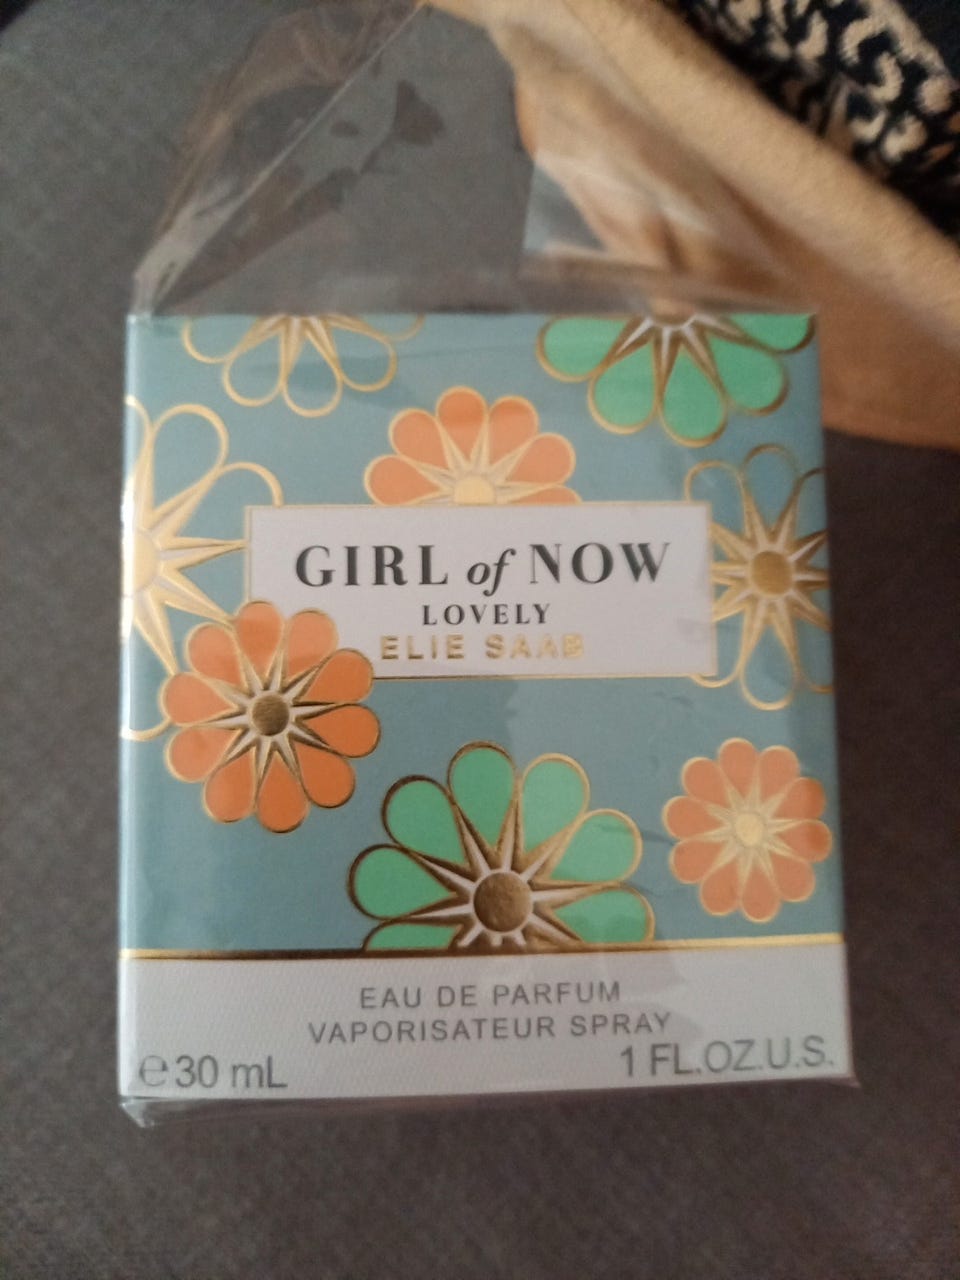 GIRL of NOW
LOVELY
ELIE SAAB
EAU DE PARFUM
VAPORISATEUR SPRAY
℮ 30 mL
1 FL.OZ.U.S.